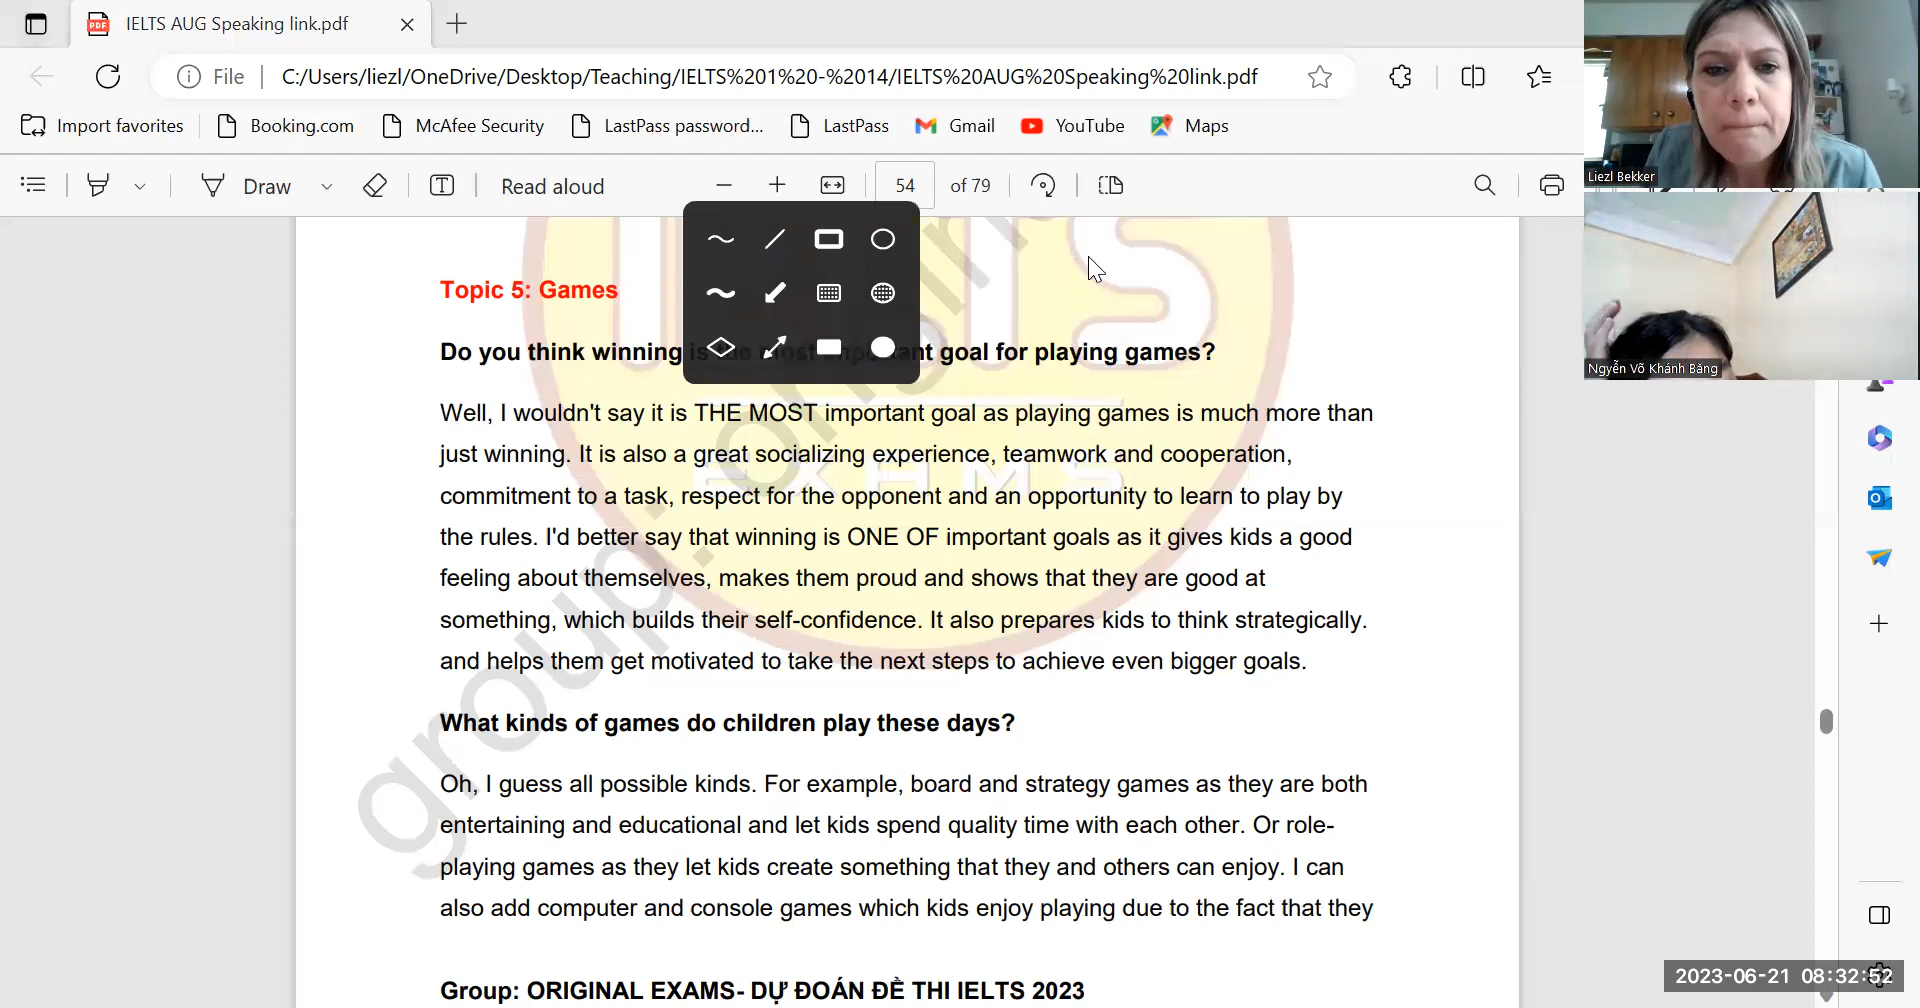 IELTS AUG Speaking link.pdf
File
C:/Users/liezl/OneDrive/Desktop/Teaching/IELTS%201%20-%2014/IELTS%20AUG%20Speaking%20link.pdf
Import favorites
Booking.com
McAfee Security
LastPass password...
LastPass
Gmail
YouTube
Maps
Draw
Read aloud
54 of 79
Liezl Bekker
Ngyễn Võ Khánh Băng
Topic 5: Games
Do you think winning is the most important goal for playing games?
Well, I wouldn't say it is THE MOST important goal as playing games is much more than
just winning. It is also a great socializing experience, teamwork and cooperation,
commitment to a task, respect for the opponent and an opportunity to learn to play by
the rules. I'd better say that winning is ONE OF important goals as it gives kids a good
feeling about themselves, makes them proud and shows that they are good at
something, which builds their self-confidence. It also prepares kids to think strategically.
and helps them get motivated to take the next steps to achieve even bigger goals.
What kinds of games do children play these days?
Oh, I guess all possible kinds. For example, board and strategy games as they are both
entertaining and educational and let kids spend quality time with each other. Or role-
playing games as they let kids create something that they and others can enjoy. I can
also add computer and console games which kids enjoy playing due to the fact that they
Group: ORIGINAL EXAMS- DỰ ĐOÁN ĐỀ THI IELTS 2023
IELTS
EXAMS
group:
2023-06-21 08:32:52